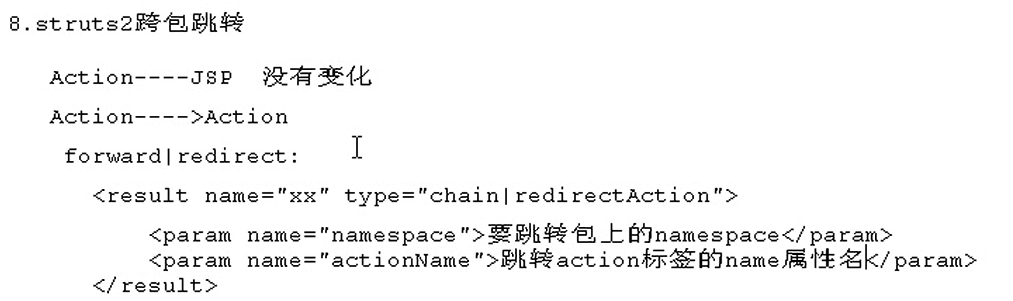 8.struts2跨包跳转
Action----JSP 没有变化
Action---->Action
forward|redirect:
<result name="xx" type="chain|redirectAction">
<param name="namespace">要跳转包上的namespace</param>
<param name="actionName">跳转action标签的name属性名</param>
</result>